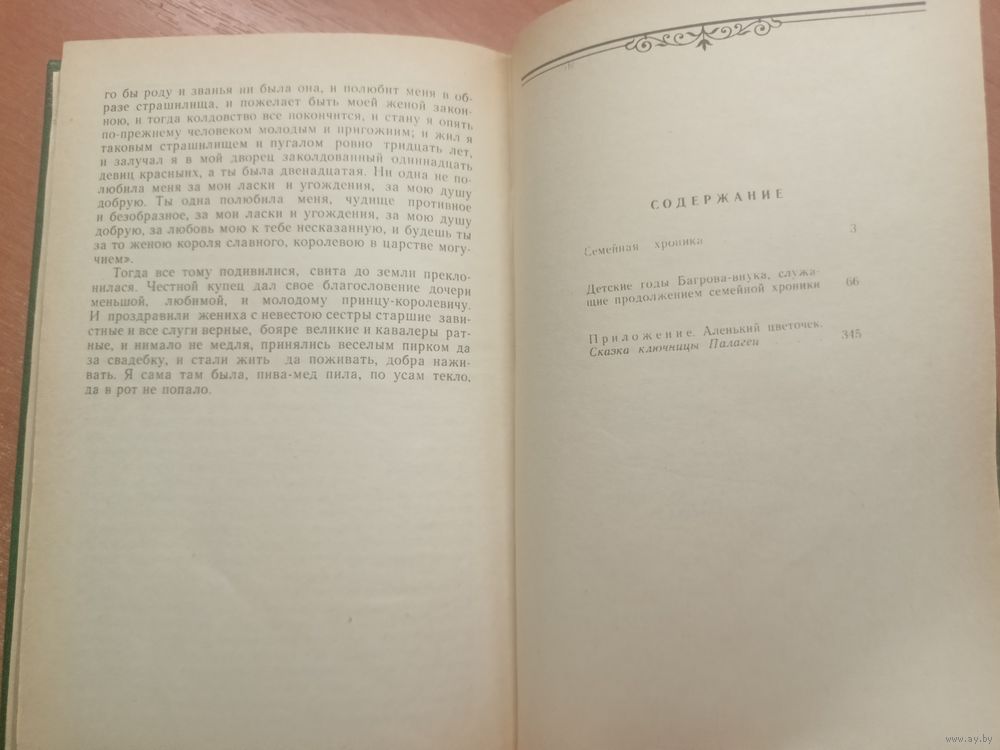 го бы роду и званья ни была она, и полюбит меня в об-
разе страшилища, и пожелает быть моей женой закон-
ною, и тогда колдовство все покончится, и стану я опять
по-прежнему человеком молодым и пригожним; и жил я
таковым страшилищем и пугалом ровно тридцать лет,
и залучал я в мой дворец заколдованный одиннадцать
девиц красныих, а ты была двенадцатая. Ни одна не по-
любила меня за мои ласки и угождения, за мою душу
добрую. Ты одна полюбила меня, чудище противное
и безобразное, за мои ласки и угождения, за мою душу
добрую, за любовь мою к тебе несказанную, и будешь ты
за то женою короля славного, королевою в царстве могу-
чием».
Тогда все тому подивилися, свита до земли прекло-
нилася. Честной купец дал свое благословение дочери
меньшой, любимой, и молодому принцу-королевичу.
И проздравили жениха с невестою сестры старшие зави-
стные и все слуги верные, бояре великие и кавалеры рат-
ные, и нимало не медля, принялись веселым пирком да
за свадебку, и стали жить да поживать, добра нажи-
вать. Я сама там была, пива-мед пила, по усам текло,
да в рот не попало.
СОДЕРЖАНИЕ
Семейная хроника 3
Детские годы Багрова-внука, служа-
щие продолжением семейной хроники 66
Приложение. Аленький цветочек.
Сказка ключницы Палагеи 345
www.ay.by